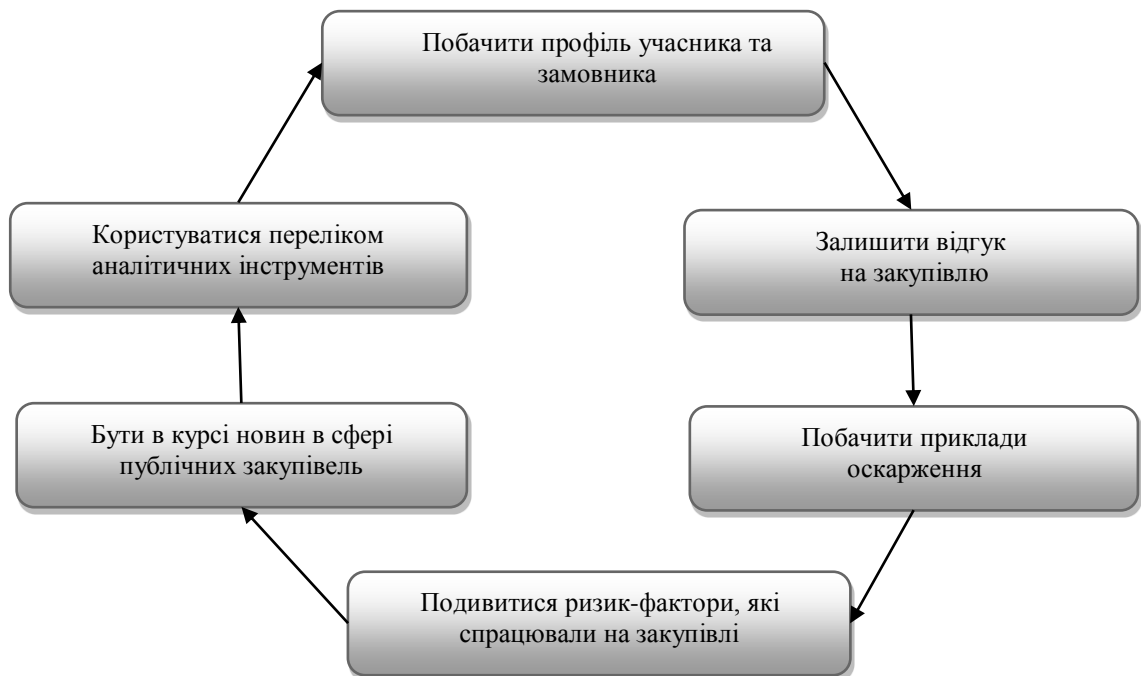 Побачити профіль учасника та
замовника
Користуватися переліком
аналітичних інструментів
Залишити відгук
на закупівлю
Бути в курсі новин в сфері
публічних закупівель
Побачити приклади
оскарження
Подивитися ризик-фактори, які
спрацювали на закупівлі